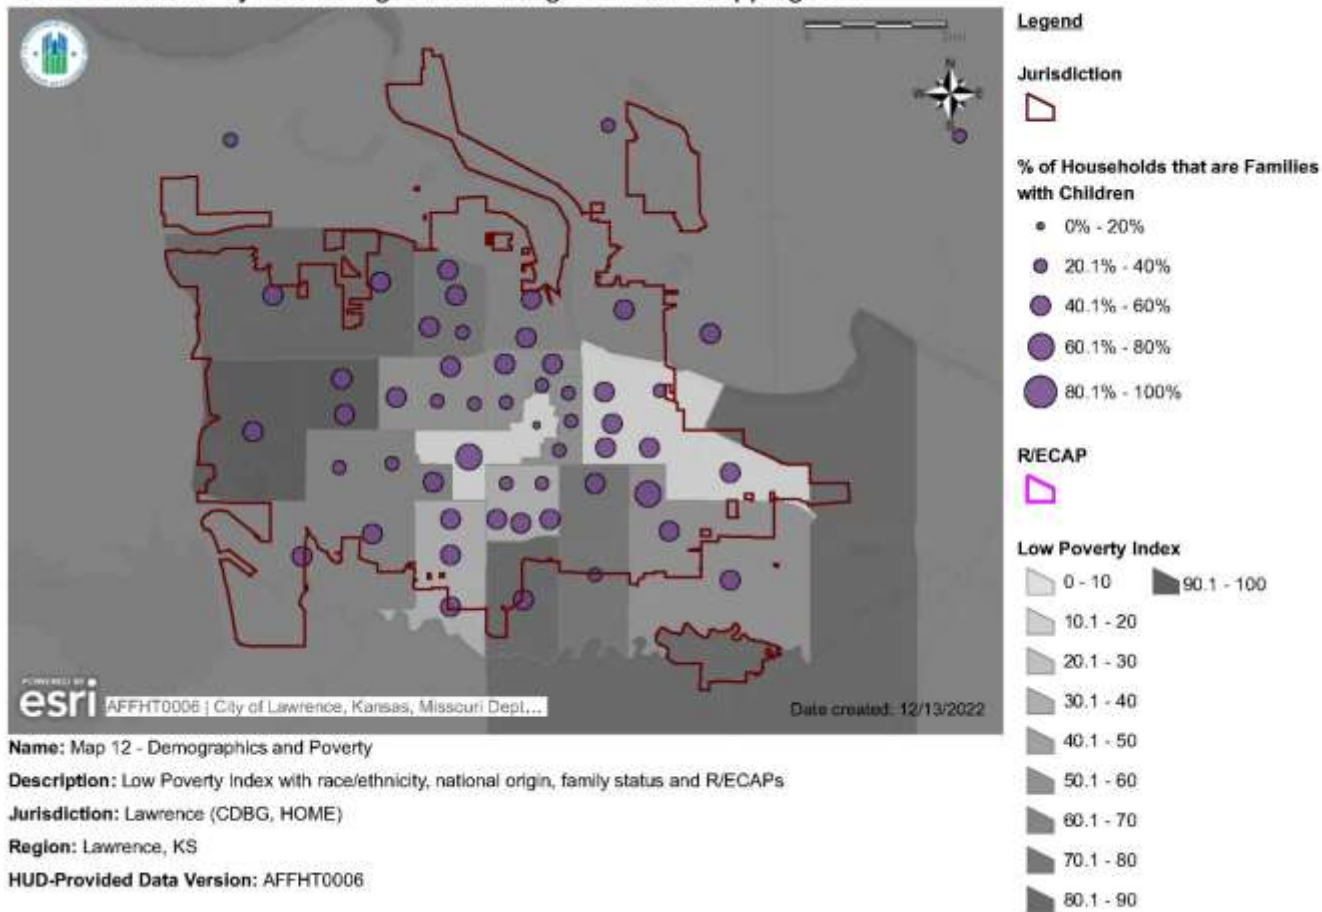 Legend
Jurisdiction
% of Households that are Families
with Children
0% - 20%
20.1% - 40%
40.1% - 60%
60.1% - 80%
80.1% - 100%
R/ECAP
Low Poverty Index
0 - 10
90.1 - 100
10.1 - 20
20.1 - 30
30.1 - 40
40.1 - 50
50.1 - 60
60.1 - 70
70.1 - 80
80.1 - 90
N
W
E
S
POWERED BY
esri
AFFHT0006 | City of Lawrence, Kansas, Missouri Dept...
Date created: 12/13/2022
Name: Map 12 - Demographics and Poverty
Description: Low Poverty Index with race/ethnicity, national origin, family status and R/ECAPs
Jurisdiction: Lawrence (CDBG, HOME)
Region: Lawrence, KS
HUD-Provided Data Version: AFFHT0006